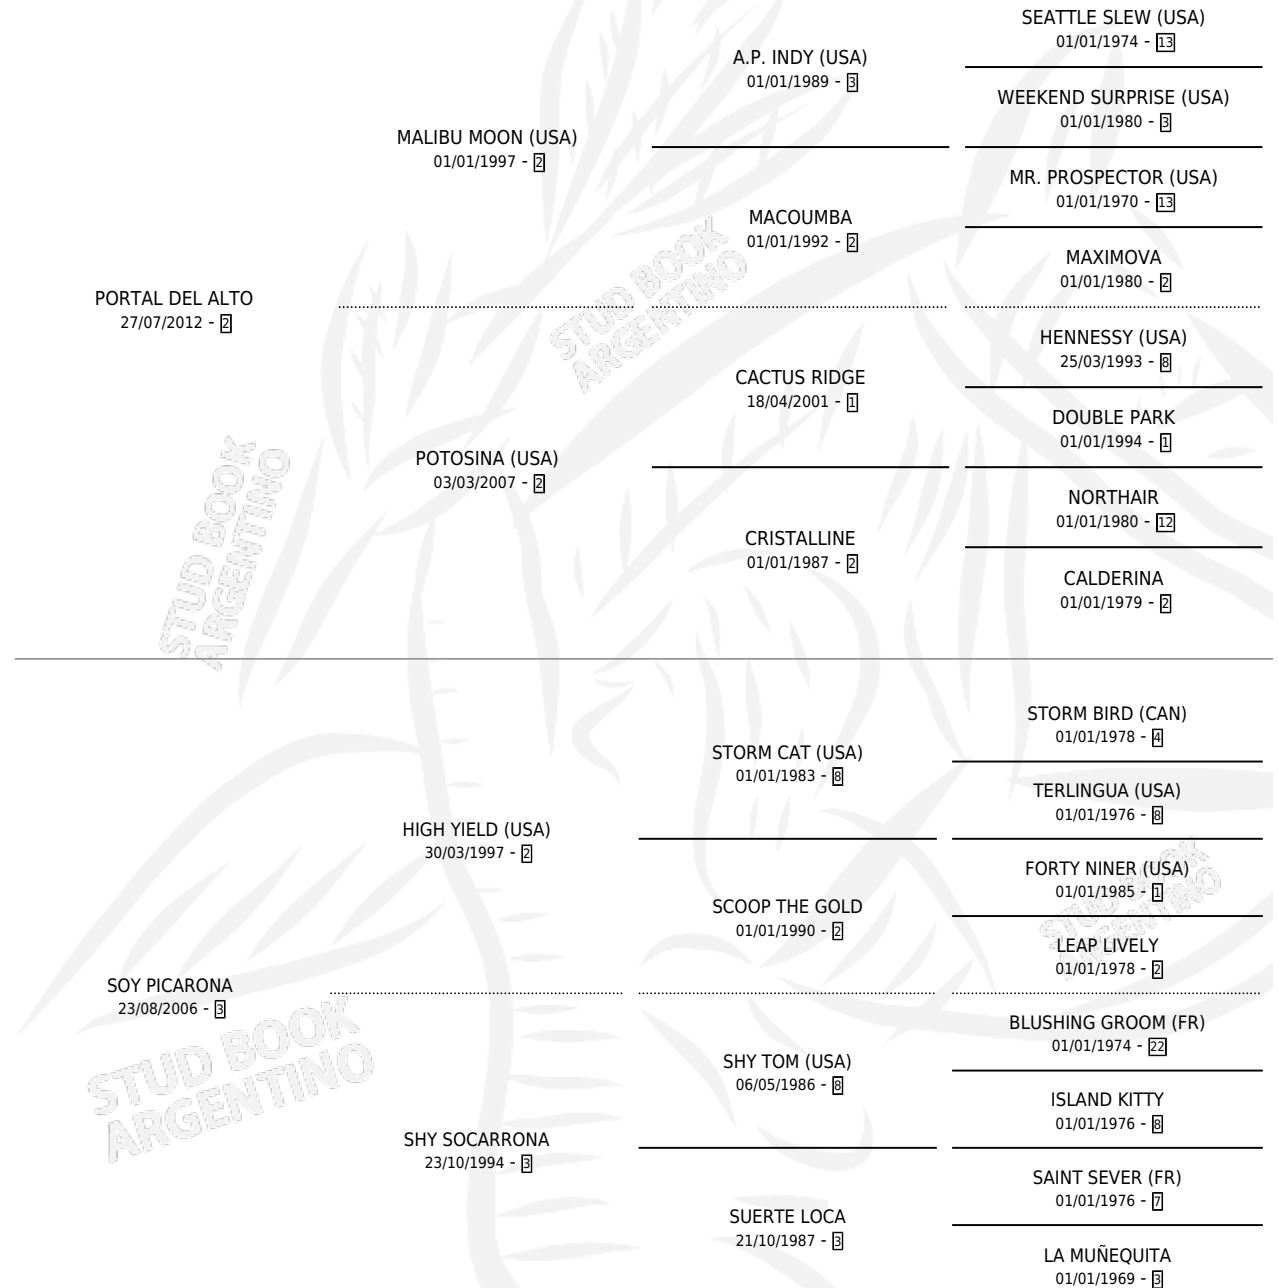 SEATTLE SLEW (USA)
01/01/1974 - 13
A.P. INDY (USA)
01/01/1989 - 3
WEEKEND SURPRISE (USA)
01/01/1980 - 3
MALIBU MOON (USA)
01/01/1997 - 2
MR. PROSPECTOR (USA)
01/01/1970 - 13
MACOUMBA
01/01/1992 - 2
MAXIMOVA
01/01/1980 - 2
PORTAL DEL ALTO
27/07/2012 - 2
HENNESSY (USA)
25/03/1993 - 8
CACTUS RIDGE
18/04/2001 - 1
DOUBLE PARK
01/01/1994 - 1
POTOSINA (USA)
03/03/2007 - 2
NORTHAIR
01/01/1980 - 12
CRISTALLINE
01/01/1987 - 2
CALDERINA
01/01/1979 - 2
STUD BOOK
ARGENTINO
STUD BOOK
ARGENTINO
STORM BIRD (CAN)
01/01/1978 - 4
STORM CAT (USA)
01/01/1983 - 8
TERLINGUA (USA)
01/01/1976 - 8
HIGH YIELD (USA)
30/03/1997 - 2
FORTY NINER (USA)
01/01/1985 - 1
SCOOP THE GOLD
01/01/1990 - 2
LEAP LIVELY
01/01/1978 - 2
STUD BOOK
ARGENTINO
SOY PICARONA
23/08/2006 - 3
BLUSHING GROOM (FR)
01/01/1974 - 22
SHY TOM (USA)
06/05/1986 - 8
ISLAND KITTY
01/01/1976 - 8
SHY SOCARRONA
23/10/1994 - 3
SAINT SEVER (FR)
01/01/1976 - 7
SUERTE LOCA
21/10/1987 - 3
LA MUÑEQUITA
01/01/1969 - 3
STUD BOOK
ARGENTINO